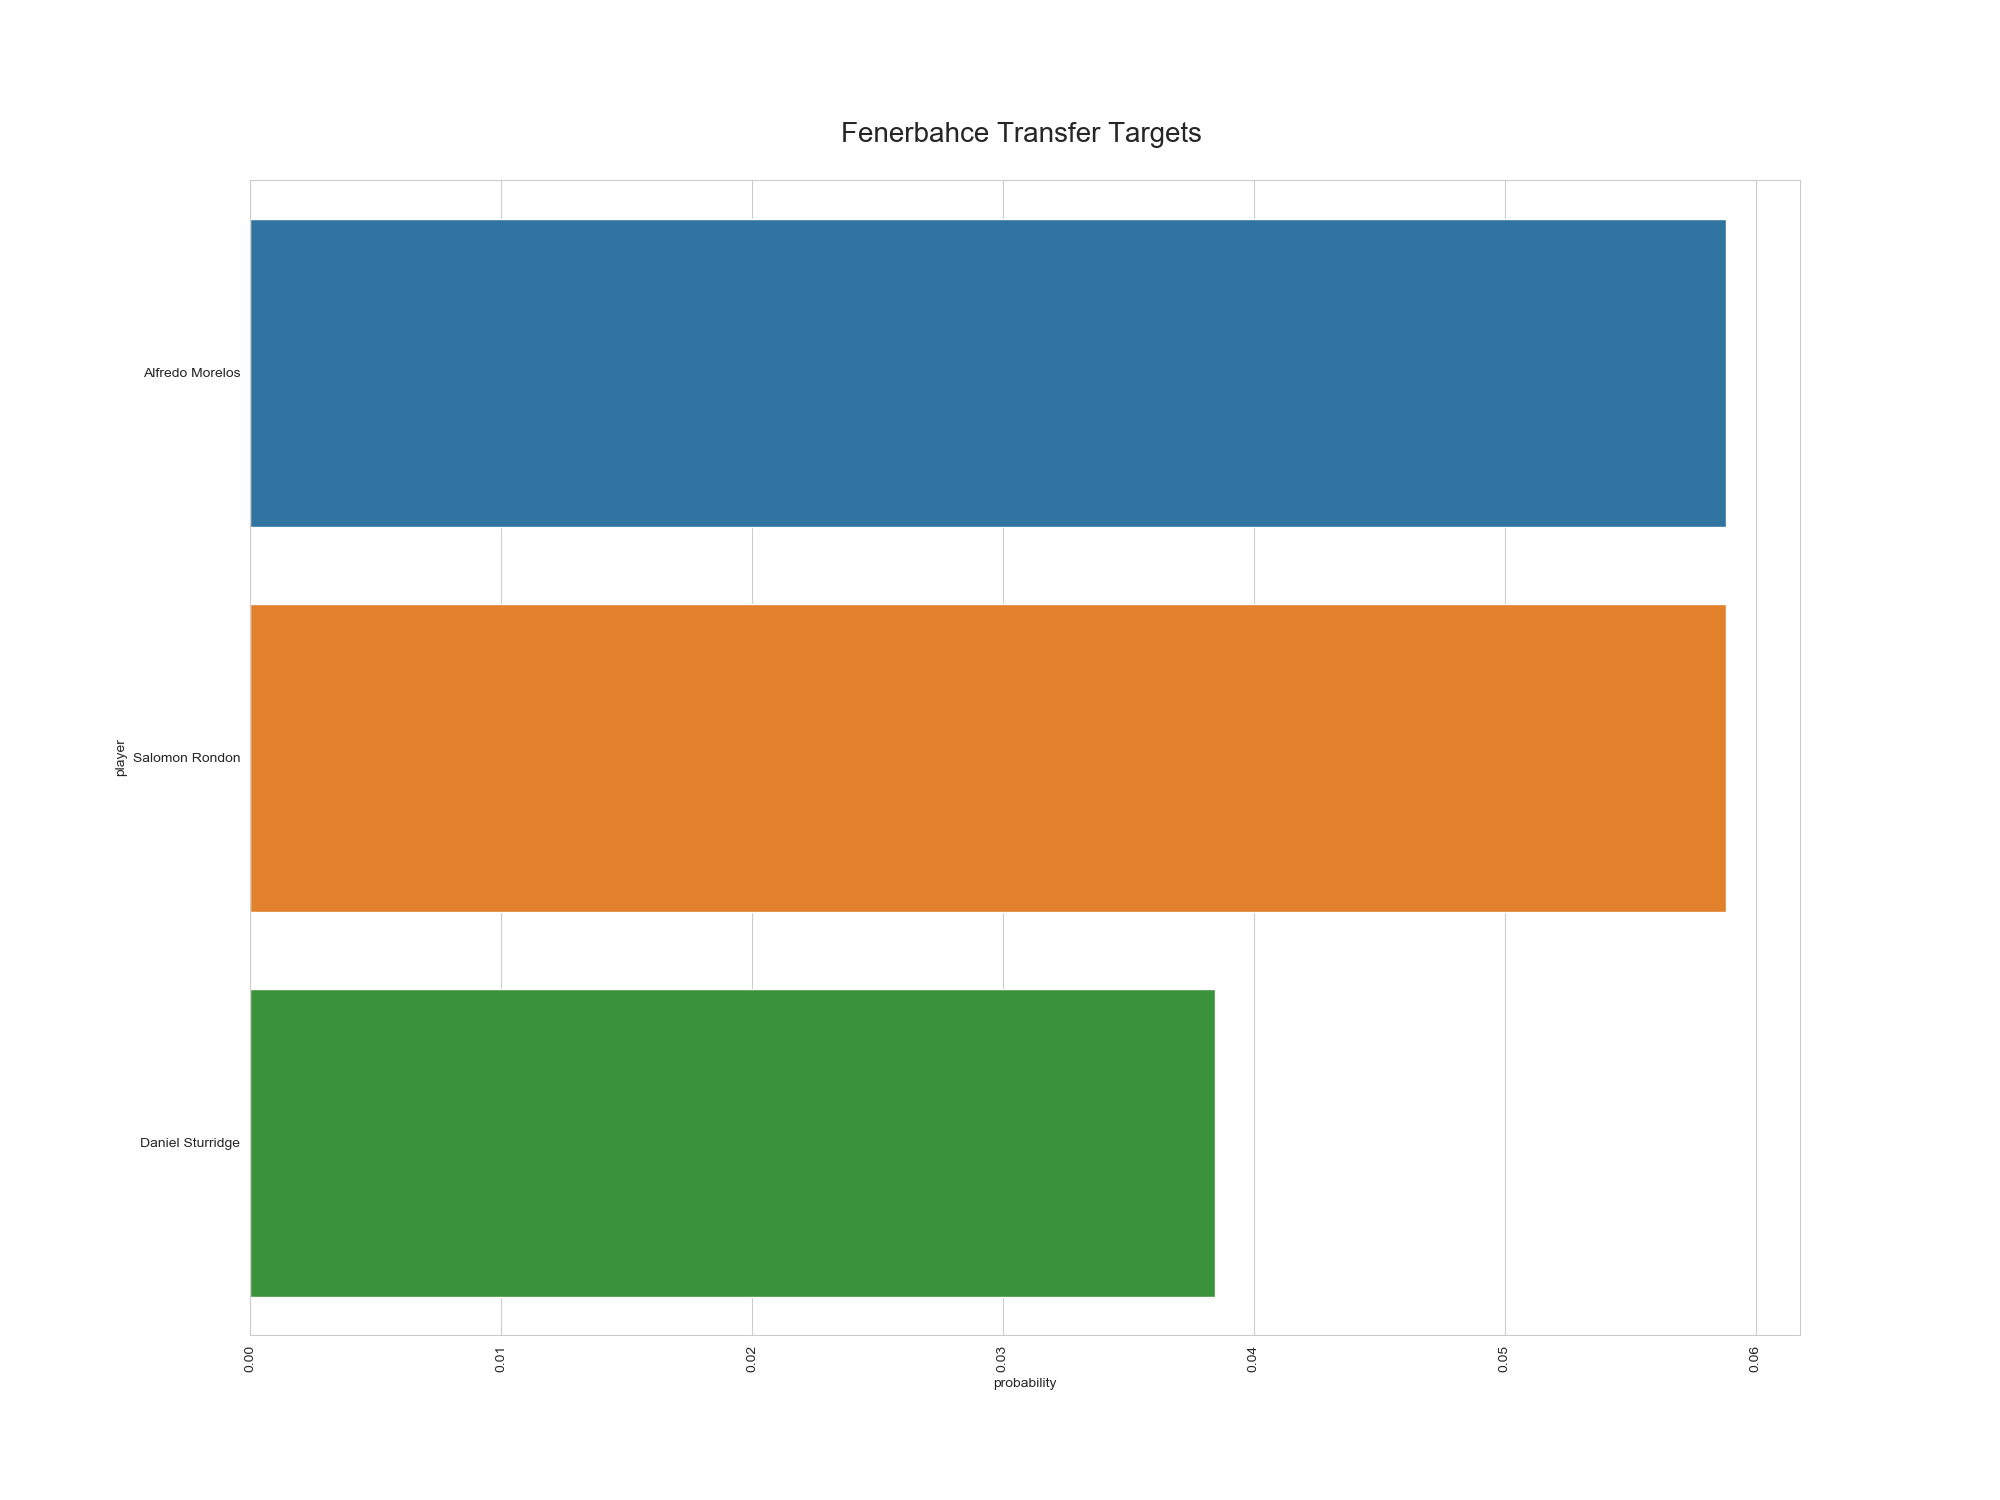 Fenerbahce Transfer Targets
Alfredo Morelos
Salomon Rondon
Daniel Sturridge
player
0.00
0.01
0.02
0.03
0.04
0.05
0.06
probability